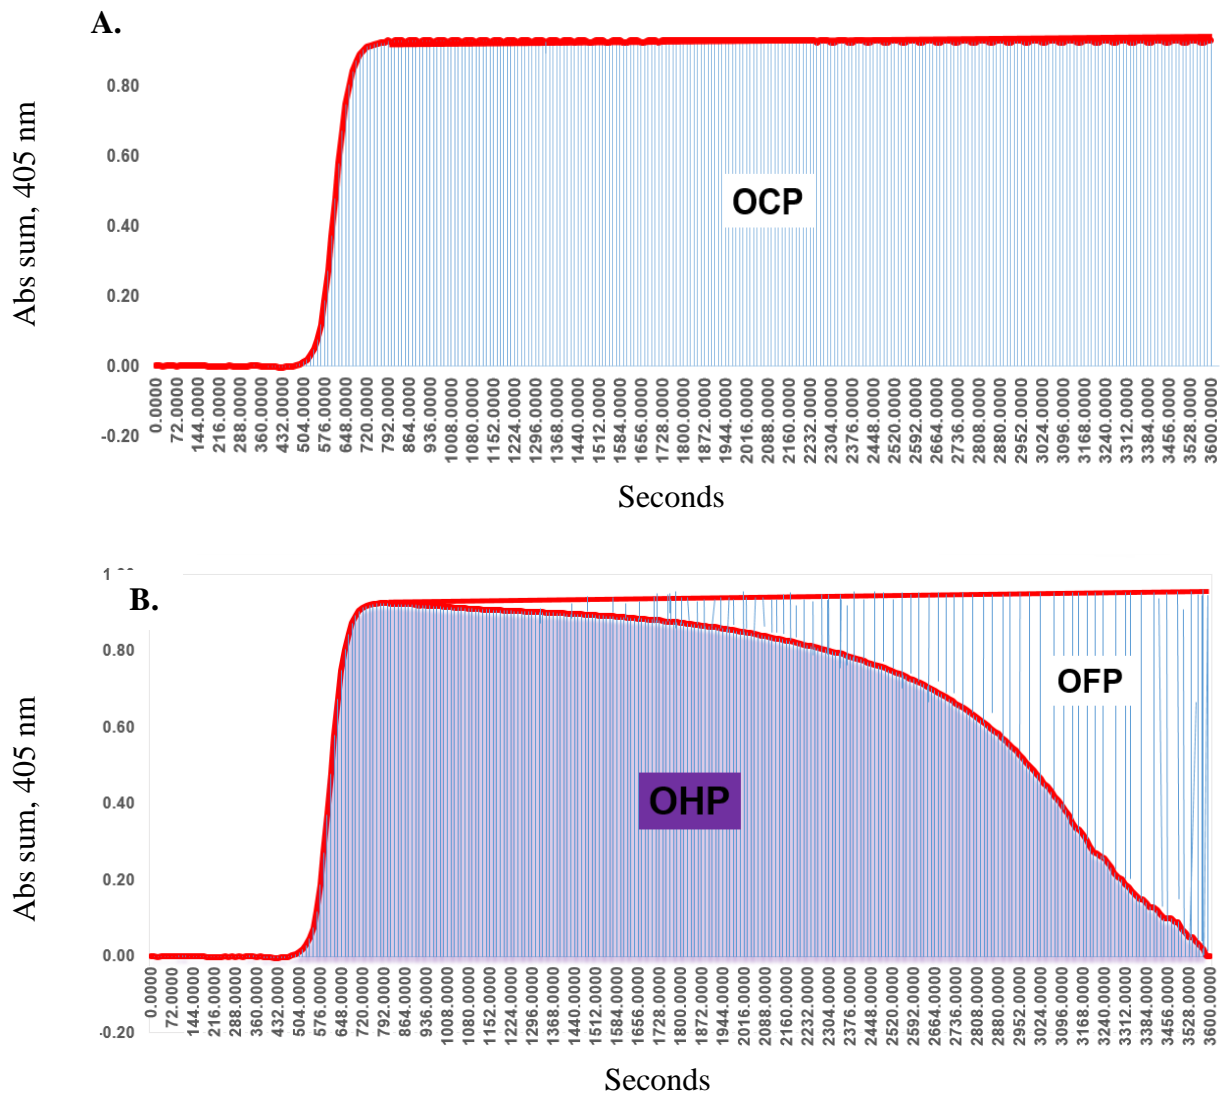 A.
Abs sum, 405 nm
0.80
0.60
0.40
0.20
0.00
-0.20
OCP
0.0000 72.0000 144.0000 216.0000 288.0000 360.0000 432.0000 504.0000 576.0000 648.0000 720.0000 792.0000 864.0000 936.0000 1008.0000 1080.0000 1152.0000 1224.0000 1296.0000 1368.0000 1440.0000 1512.0000 1584.0000 1656.0000 1728.0000 1800.0000 1872.0000 1944.0000 2016.0000 2088.0000 2160.0000 2232.0000 2304.0000 2376.0000 2448.0000 2520.0000 2592.0000 2664.0000 2736.0000 2808.0000 2880.0000 2952.0000 3024.0000 3096.0000 3168.0000 3240.0000 3312.0000 3384.0000 3456.0000 3528.0000 3600.0000
Seconds
B.
Abs sum, 405 nm
0.80
0.60
0.40
0.20
0.00
-0.20
OFP
OHP
0.0000 72.0000 144.0000 216.0000 288.0000 360.0000 432.0000 504.0000 576.0000 648.0000 720.0000 792.0000 864.0000 936.0000 1008.0000 1080.0000 1152.0000 1224.0000 1296.0000 1368.0000 1440.0000 1512.0000 1584.0000 1656.0000 1728.0000 1800.0000 1872.0000 1944.0000 2016.0000 2088.0000 2160.0000 2232.0000 2304.0000 2376.0000 2448.0000 2520.0000 2592.0000 2664.0000 2736.0000 2808.0000 2880.0000 2952.0000 3024.0000 3096.0000 3168.0000 3240.0000 3312.0000 3384.0000 3456.0000 3528.0000 3600.0000
Seconds